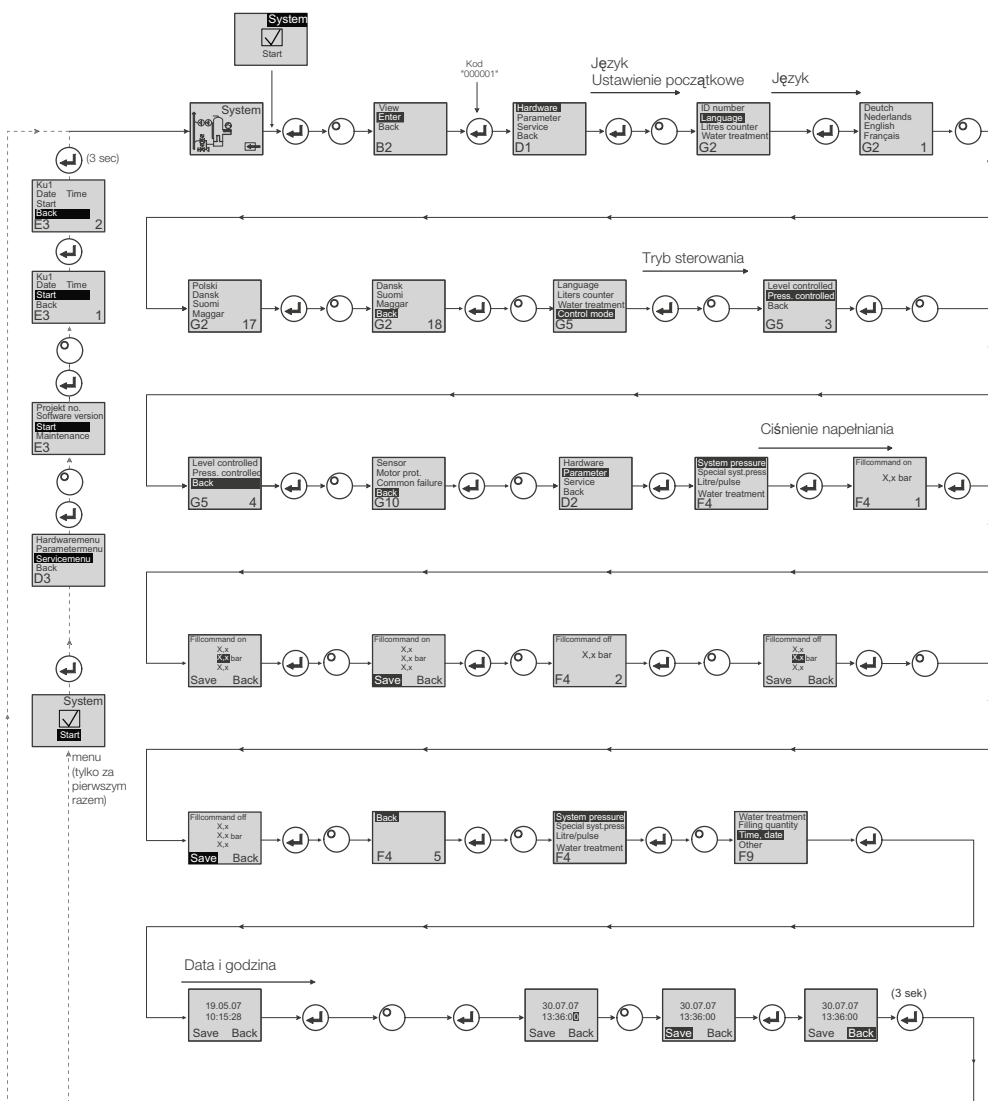 System
Start
Kod
"000001"
Język
Ustawienie początkowe
Język
System
View
Enter
Back
B2
Hardware
Parameter
Service
Back
D1
ID number
Language
Litres counter
Water treatment
G2
Deutch
Nederlands
English
Français
G2 1
(3 sec)
Ku1
Date Time
Start
Back
E3 2
Ku1
Date Time
Start
Back
E3 1
Projekt no.
Software version
Start
Maintenance
E3
Hardwaremenu
Parametermenu
Servicemenu
Back
D3
System
Start
menu
(tylko za
pierwszym
razem)
Polski
Dansk
Suomi
Maggar
G2 17
Dansk
Suomi
Maggar
Back
G2 18
Language
Liters counter
Water treatment
Control mode
G5
Tryb sterowania
Level controlled
Press. controlled
Back
G5 3
Level controlled
Press. controlled
Back
G5 4
Sensor
Motor prot.
Common failure
Back
G10
Hardware
Parameter
Service
Back
D2
Ciśnienie napełniania
System pressure
Special syst.press
Litre/pulse
Water treatment
F4
Fillcommand on
X,x bar
F4 1
Fillcommand on
X,x
X,x bar
X,x
Save Back
Fillcommand on
X,x
X,x bar
X,x
Save Back
Fillcommand off
X,x bar
F4 2
Fillcommand off
X,x
X,x bar
X,x
Save Back
Fillcommand off
X,x
X,x bar
X,x
Save Back
Back
F4 5
System pressure
Special syst.press
Litre/pulse
Water treatment
F4
Water treatment
Filling quantity
Time, date
Other
F9
Data i godzina
19.05.07
10:15:28
Save Back
30.07.07
13:36:00
Save Back
30.07.07
13:36:00
Save Back
30.07.07
13:36:00
Save Back
(3 sek)